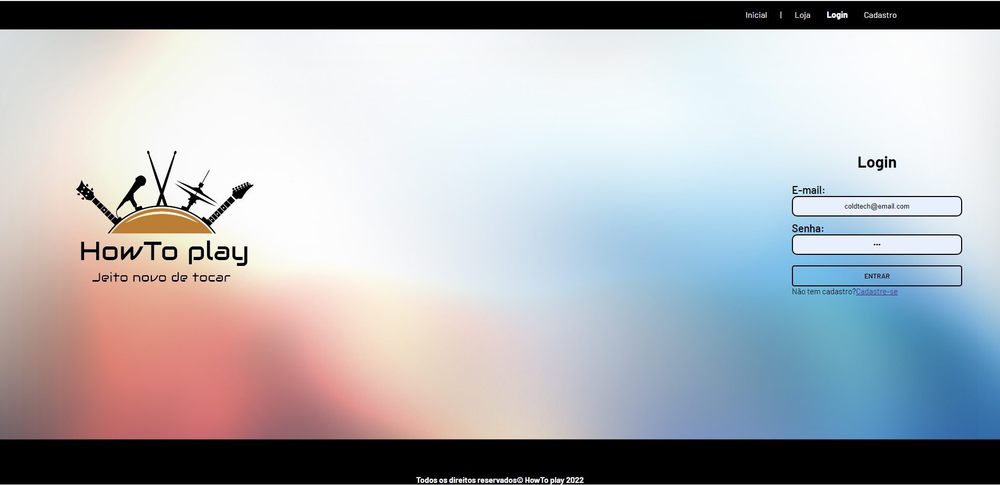 Inicial | Loja Login Cadastro
HowTo play
Jeito novo de tocar
Login
E-mail:
coldtech@email.com
Senha:
•••
ENTRAR
Não tem cadastro?Cadastre-se
Todos os direitos reservados© HowTo play 2022